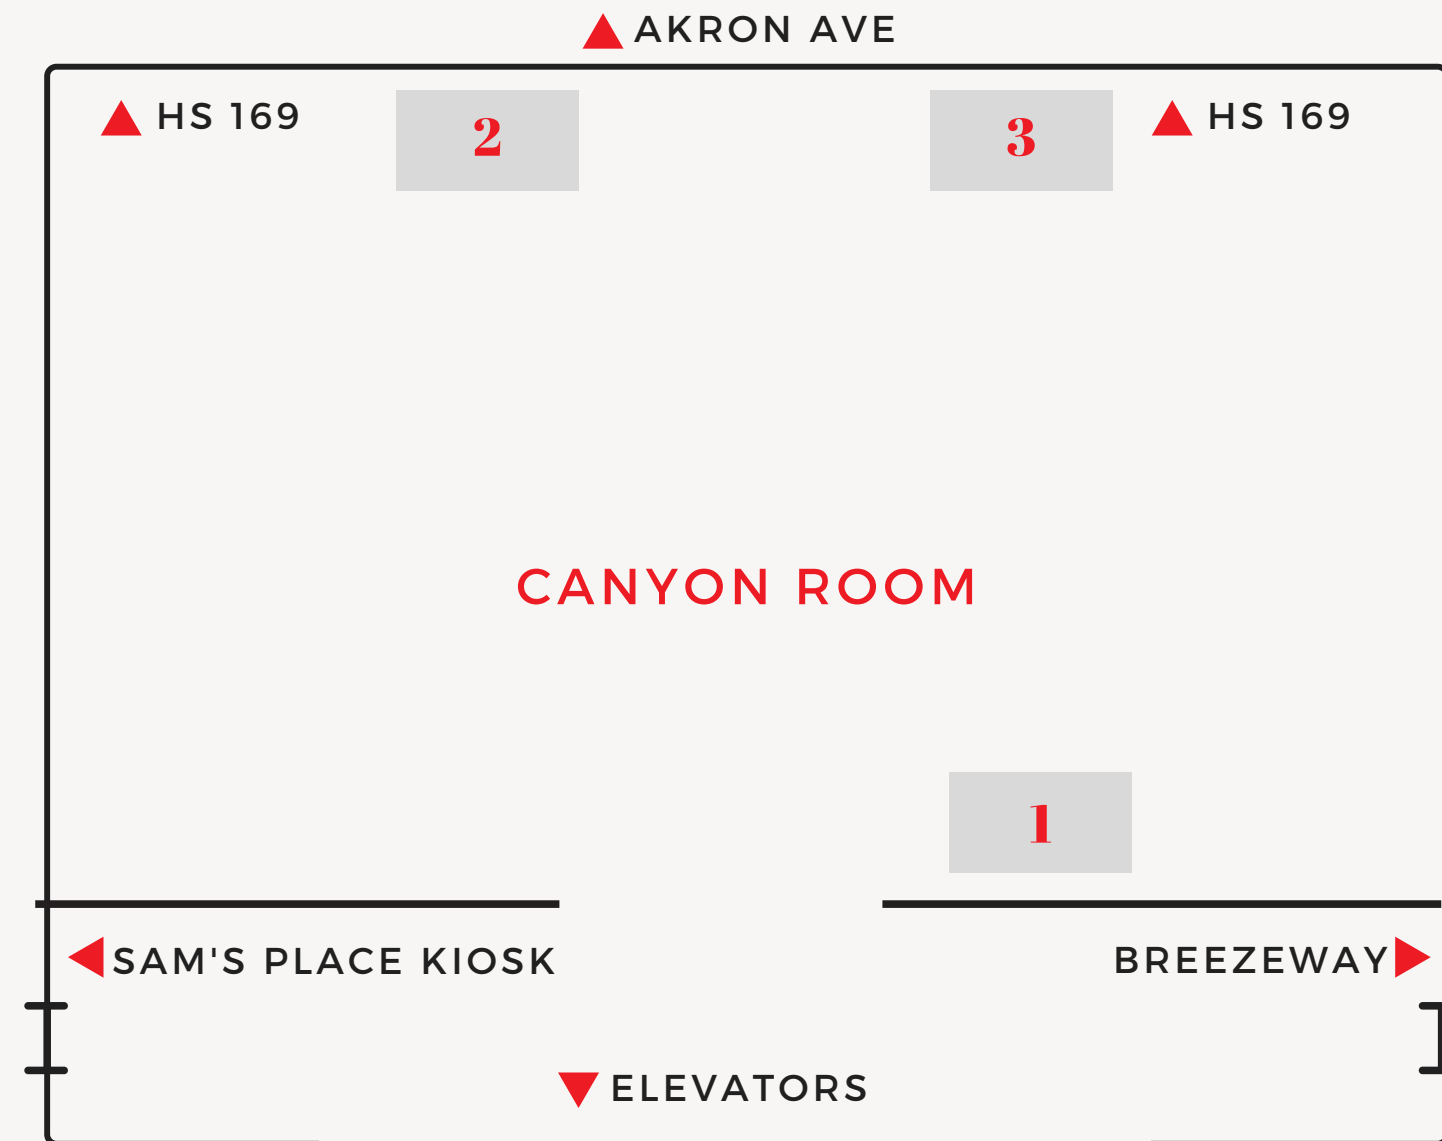 AKRON AVE
HS 169
2
3
HS 169
CANYON ROOM
1
SAM'S PLACE KIOSK
BREEZEWAY
ELEVATORS